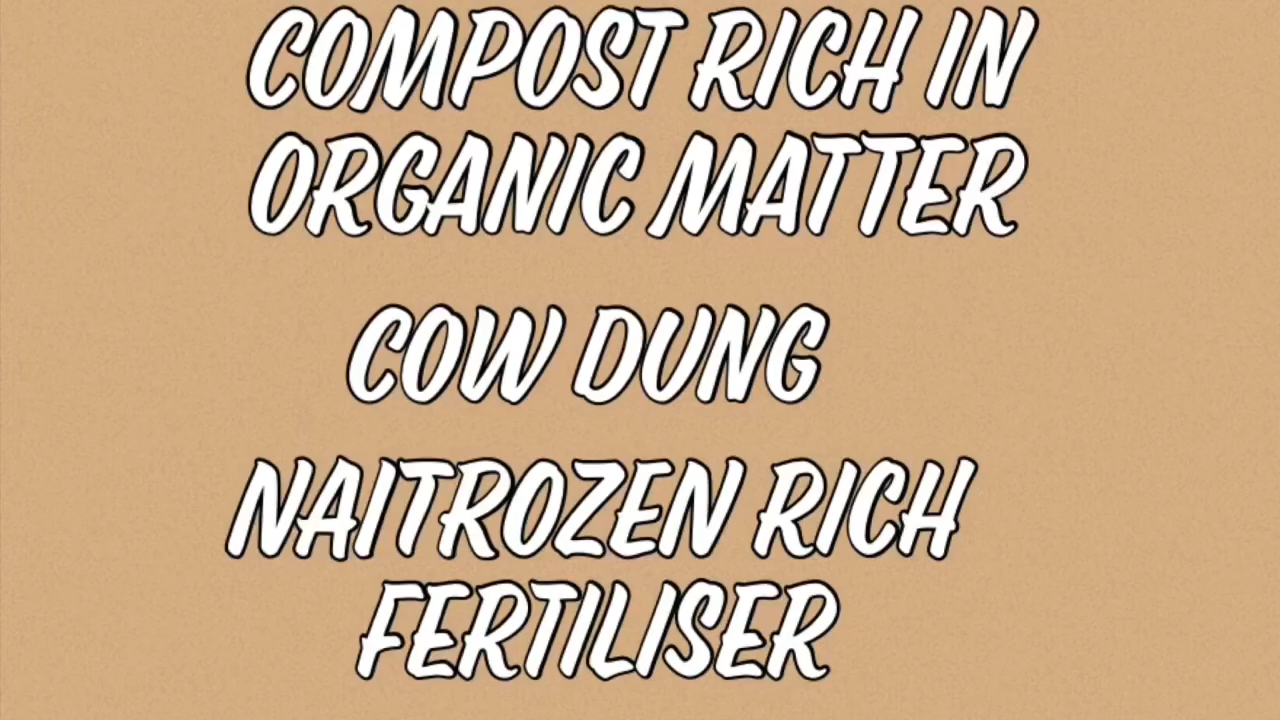 COMPOST RICH IN
ORGANIC MATTER
COW DUNG
NAITROZEN RICH
FERTILISER